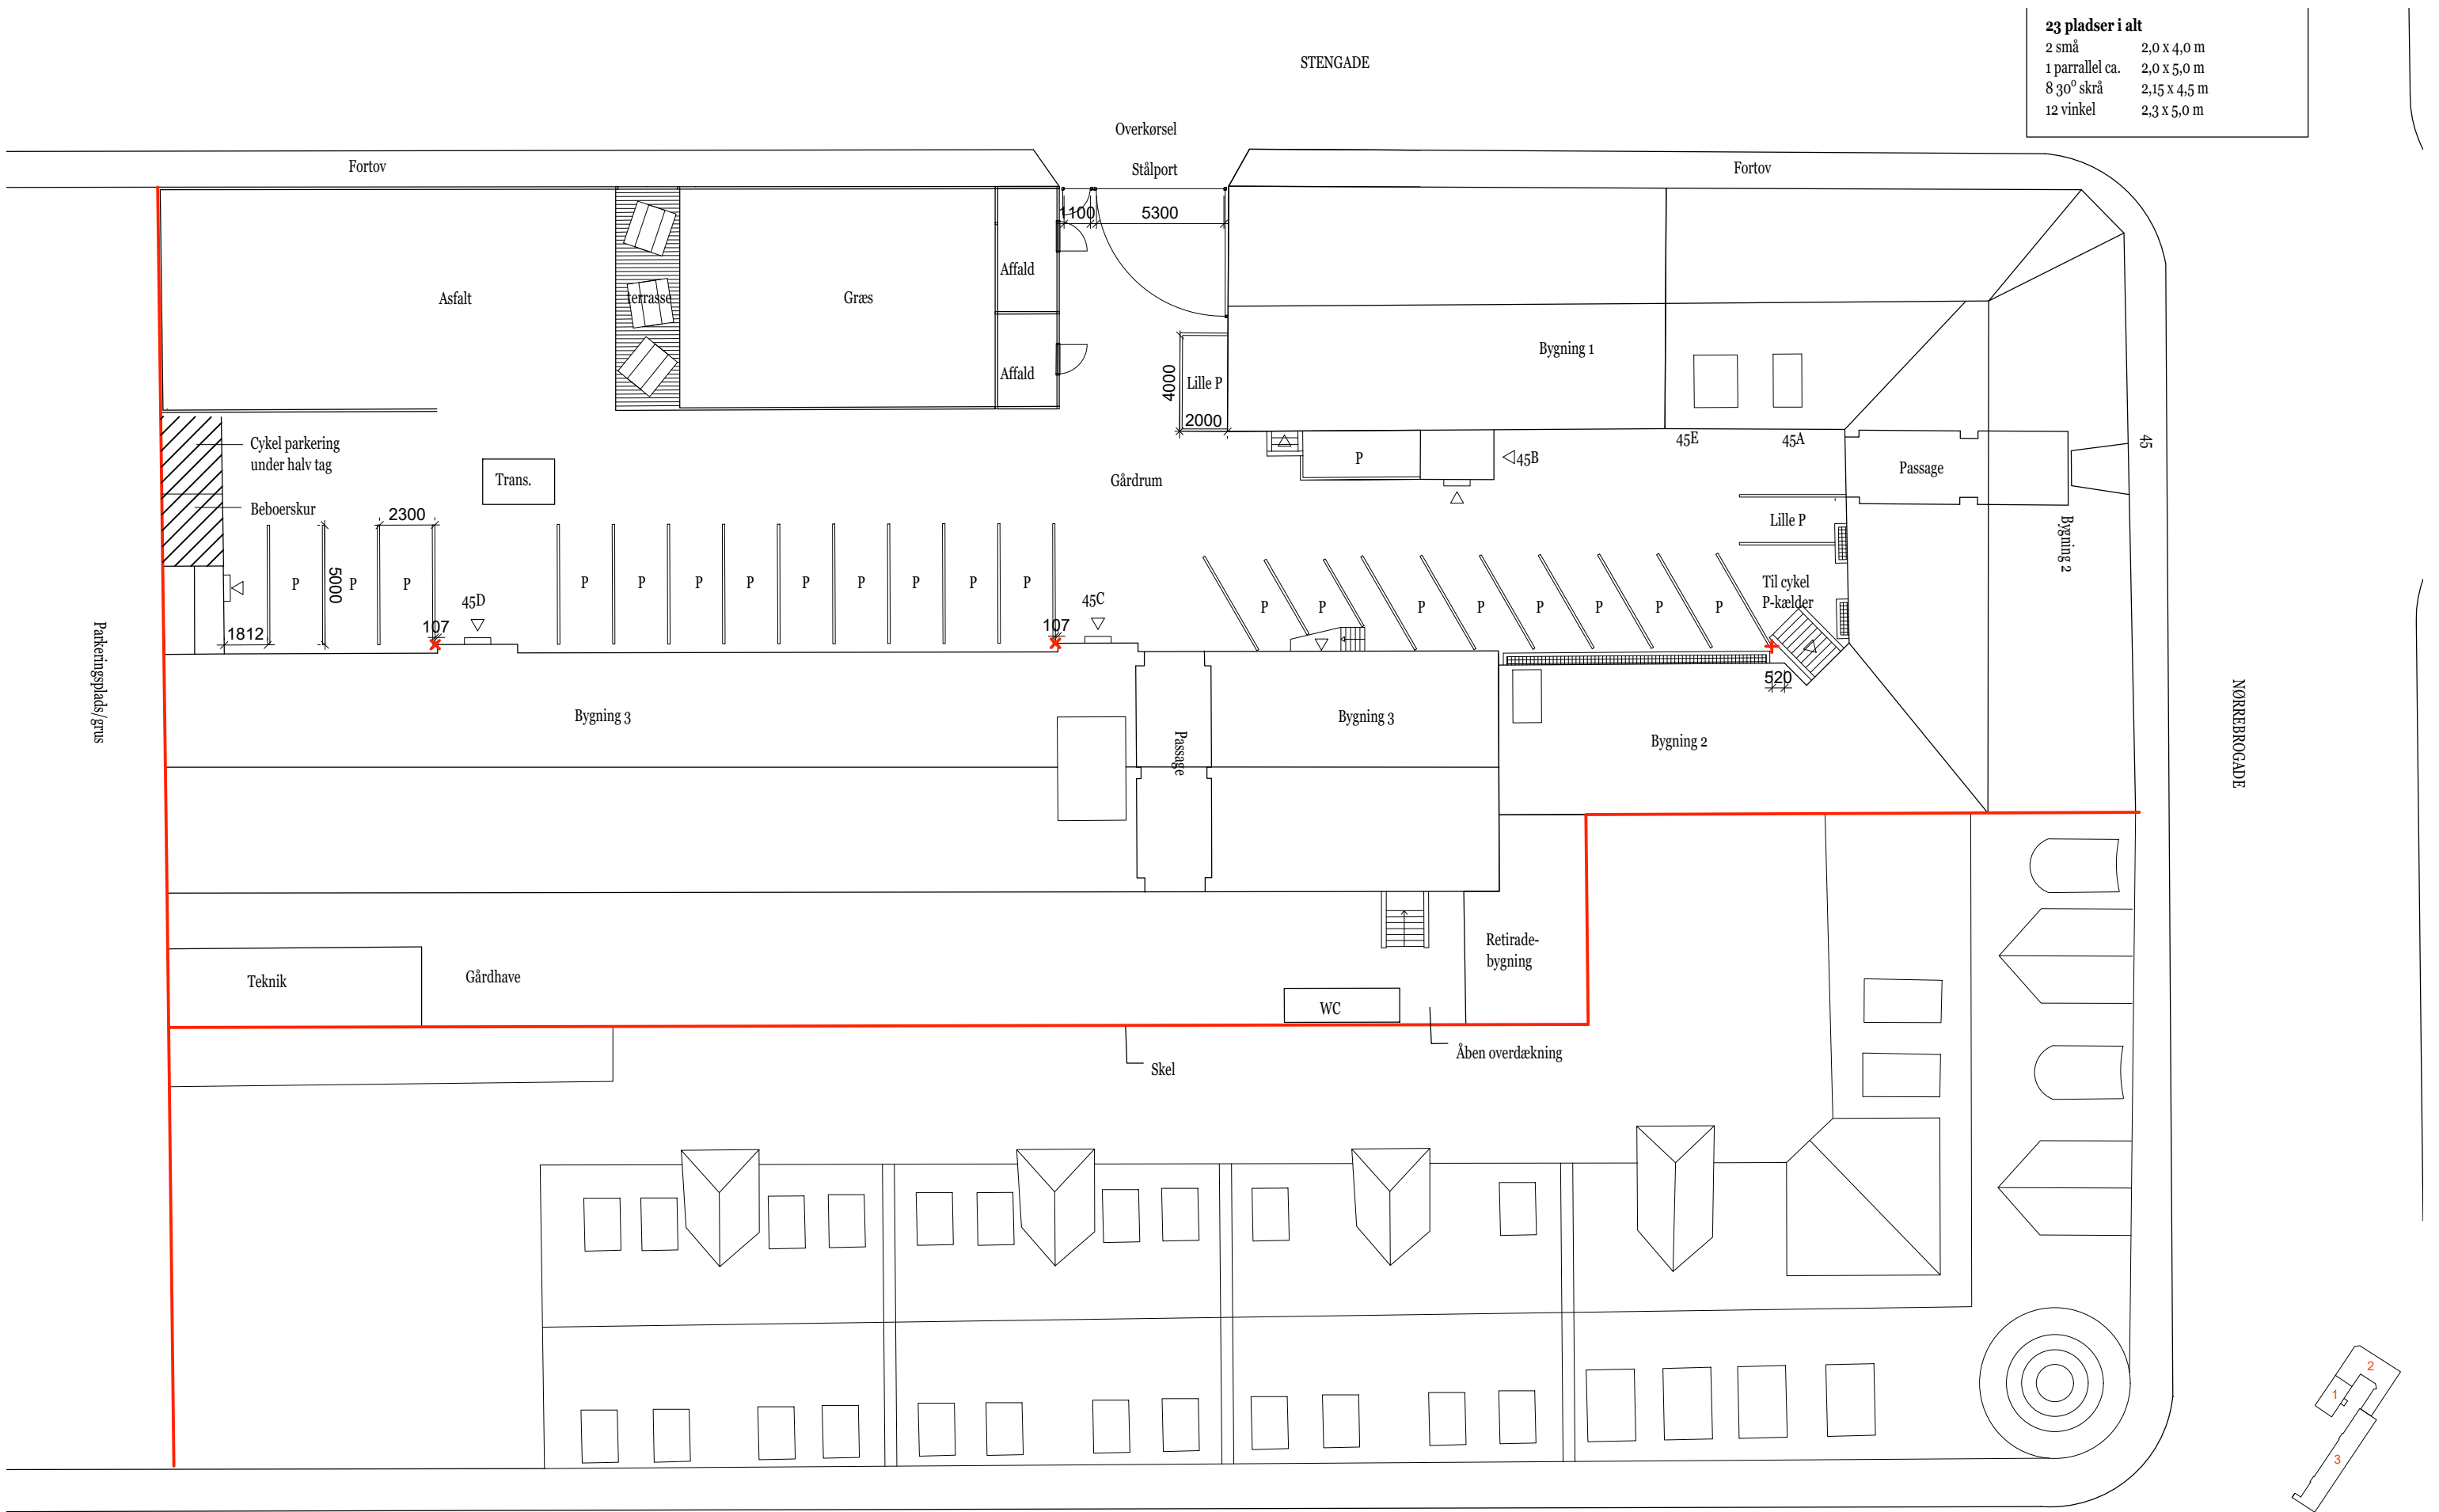 23 pladser i alt
2 små 2,0 x 4,0 m
1 parrallel ca. 2,0 x 5,0 m
8 30⁰ skrå 2,15 x 4,5 m
12 vinkel 2,3 x 5,0 m
STENGADE
Overkørsel
Stålport
Fortov
Fortov
1100
5300
Asfalt
terrasse
Græs
Affald
Affald
4000
Lille P
2000
Bygning 1
45E
45A
45
Passage
Cykel parkering
under halv tag
Beboerskur
Trans.
Gårdrum
P
45B
Lille P
Bygning 2
2300
5000
P
P
P
1812
107
45D
P
P
P
P
P
P
P
P
P
107
45C
P
P
P
P
P
P
P
P
Til cykel
P-kælder
520
Parkeringsplads/grus
Bygning 3
Passage
Bygning 3
Bygning 2
NØRREBROGADE
Teknik
Gårdhave
Retirade-
bygning
WC
Åben overdækning
Skel
2
1
3